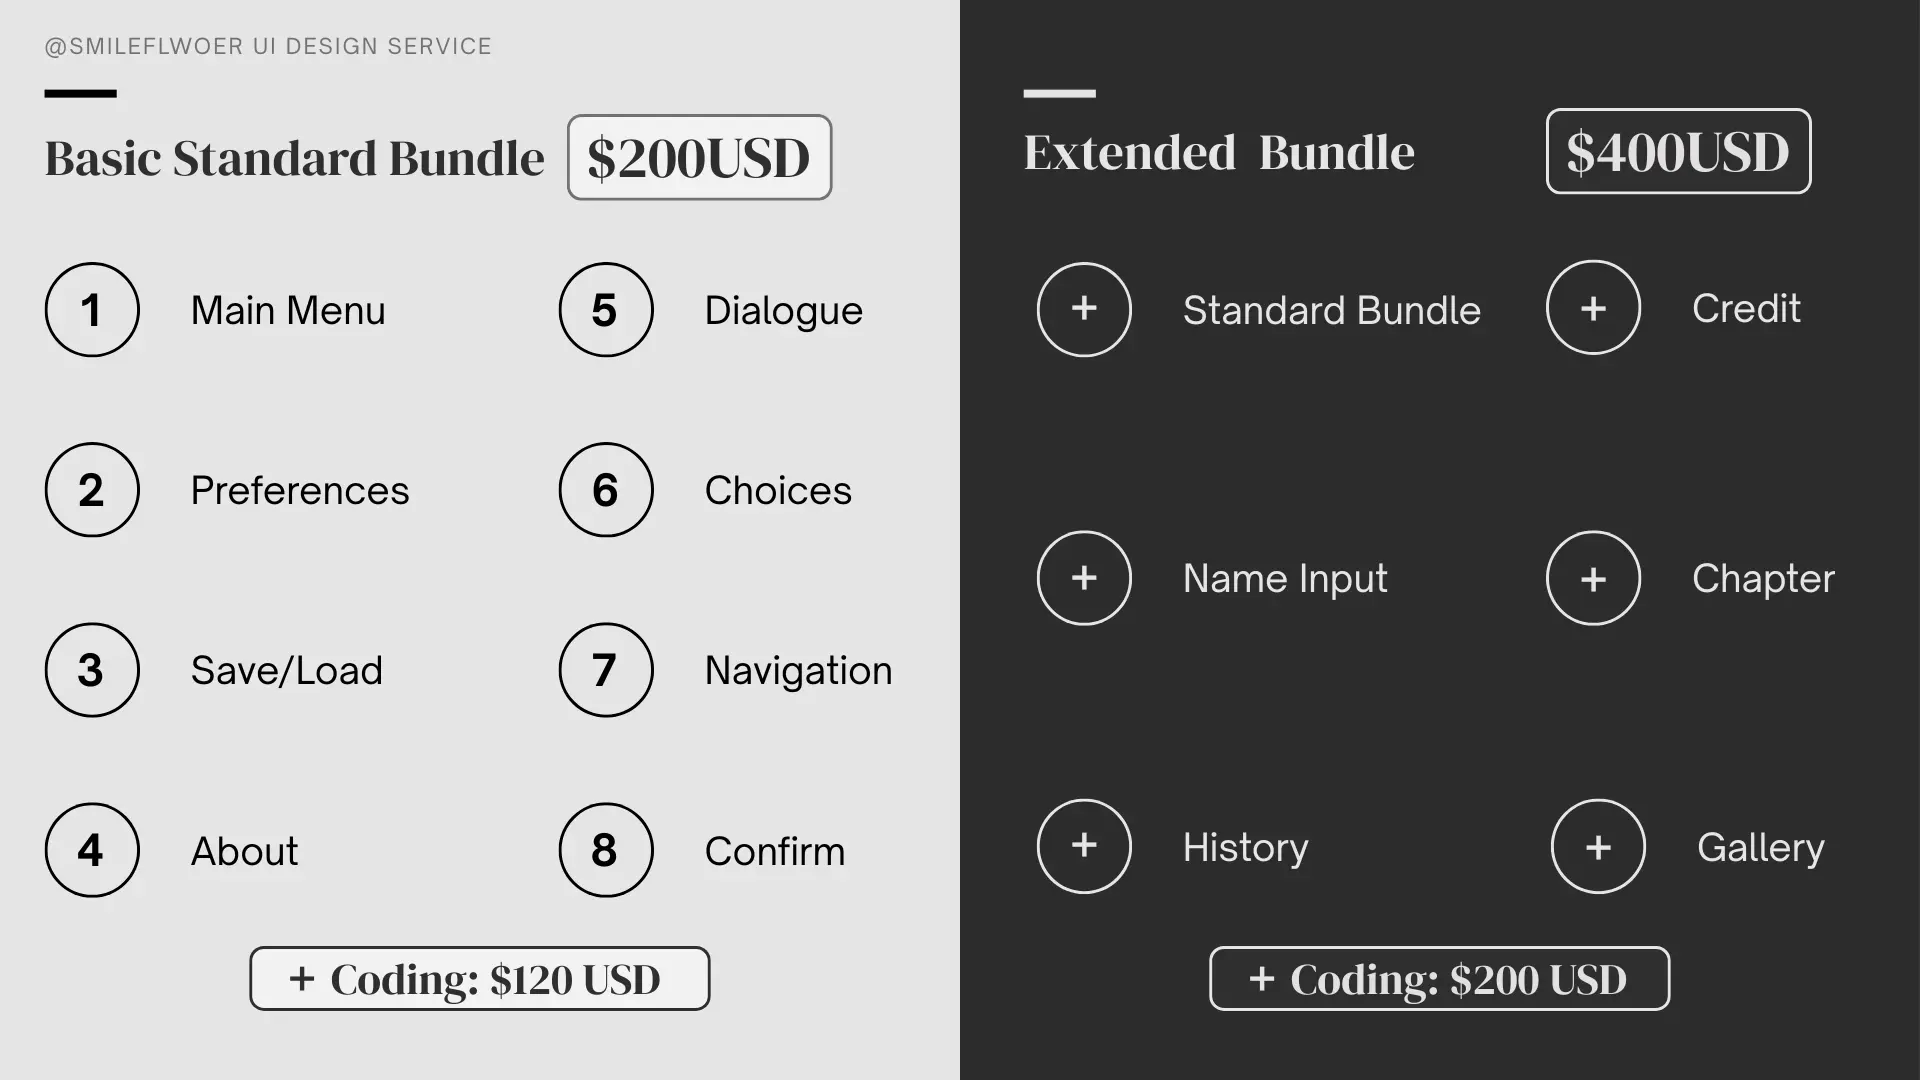 @SMILEFLWOER UI DESIGN SERVICE
Basic Standard Bundle
$200USD
1 Main Menu
2 Preferences
3 Save/Load
4 About
5 Dialogue
6 Choices
7 Navigation
8 Confirm
+ Coding: $120 USD
Extended Bundle
$400USD
+ Standard Bundle
+ Name Input
+ History
+ Credit
+ Chapter
+ Gallery
+ Coding: $200 USD